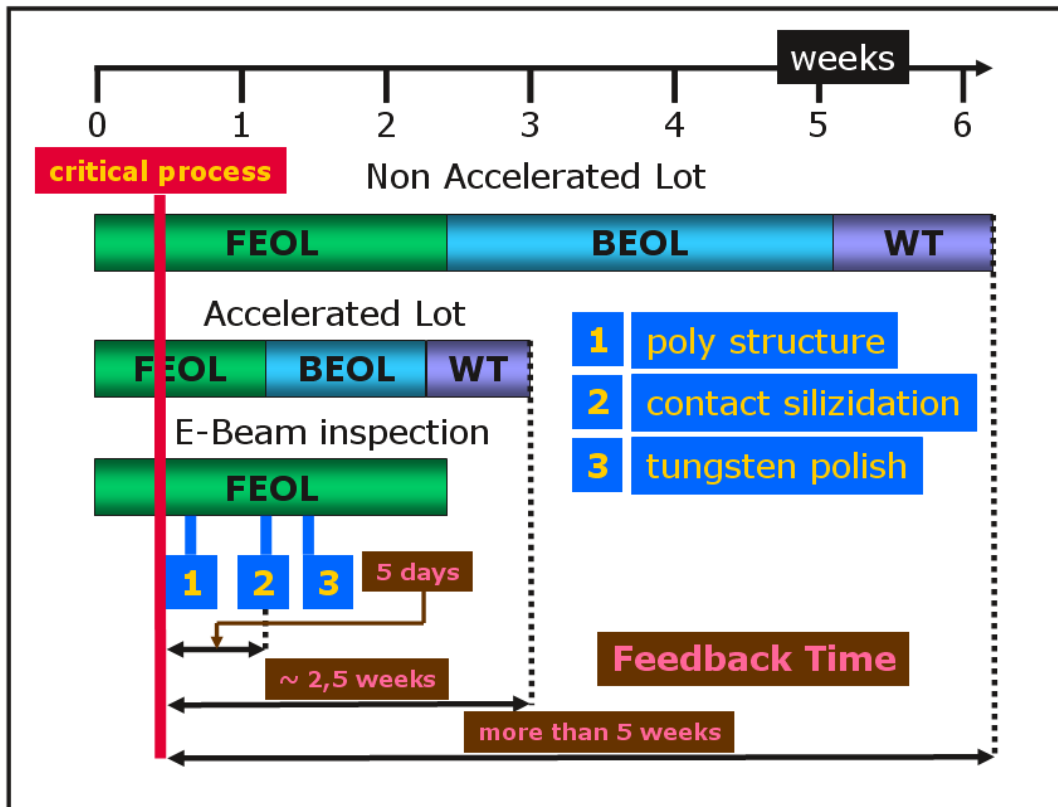 weeks
0 1 2 3 4 5 6
critical process
Non Accelerated Lot
FEOL BEOL WT
Accelerated Lot
FEOL BEOL WT
1 poly structure
2 contact silizidation
3 tungsten polish
E-Beam inspection
FEOL
1 2 3
5 days
~ 2,5 weeks
more than 5 weeks
Feedback Time